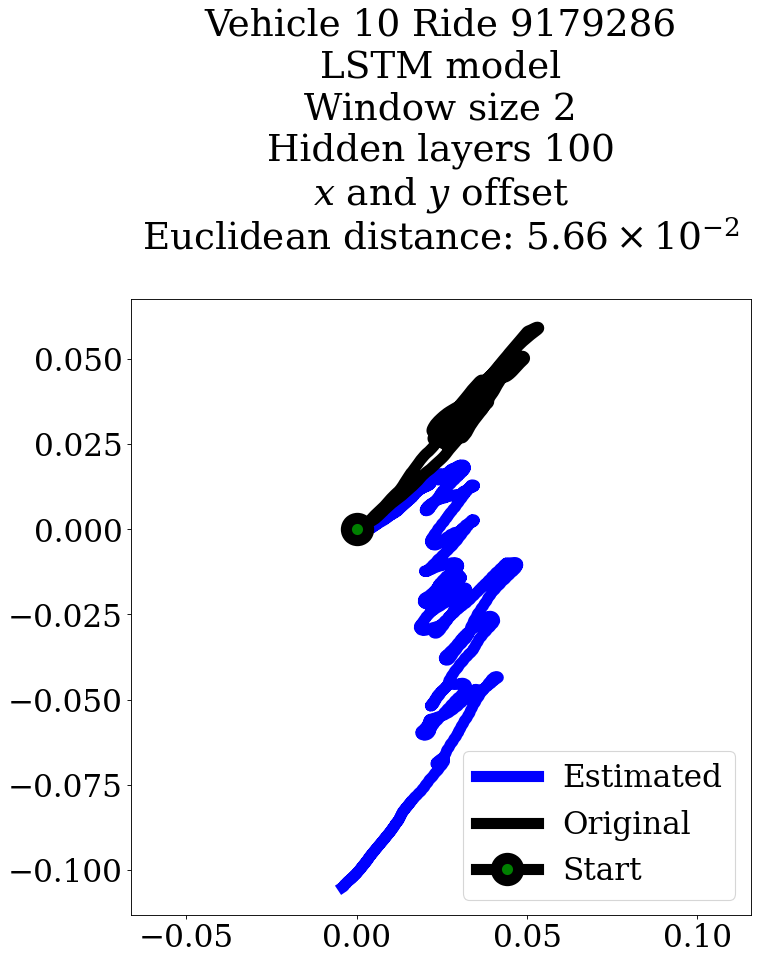 Vehicle 10 Ride 9179286
LSTM model
Window size 2
Hidden layers 100
x and y offset
Euclidean distance: 5.66 × 10⁻²
0.050
0.025
0.000
−0.025
−0.050
−0.075
−0.100
Estimated
Original
Start
−0.05 0.00 0.05 0.10